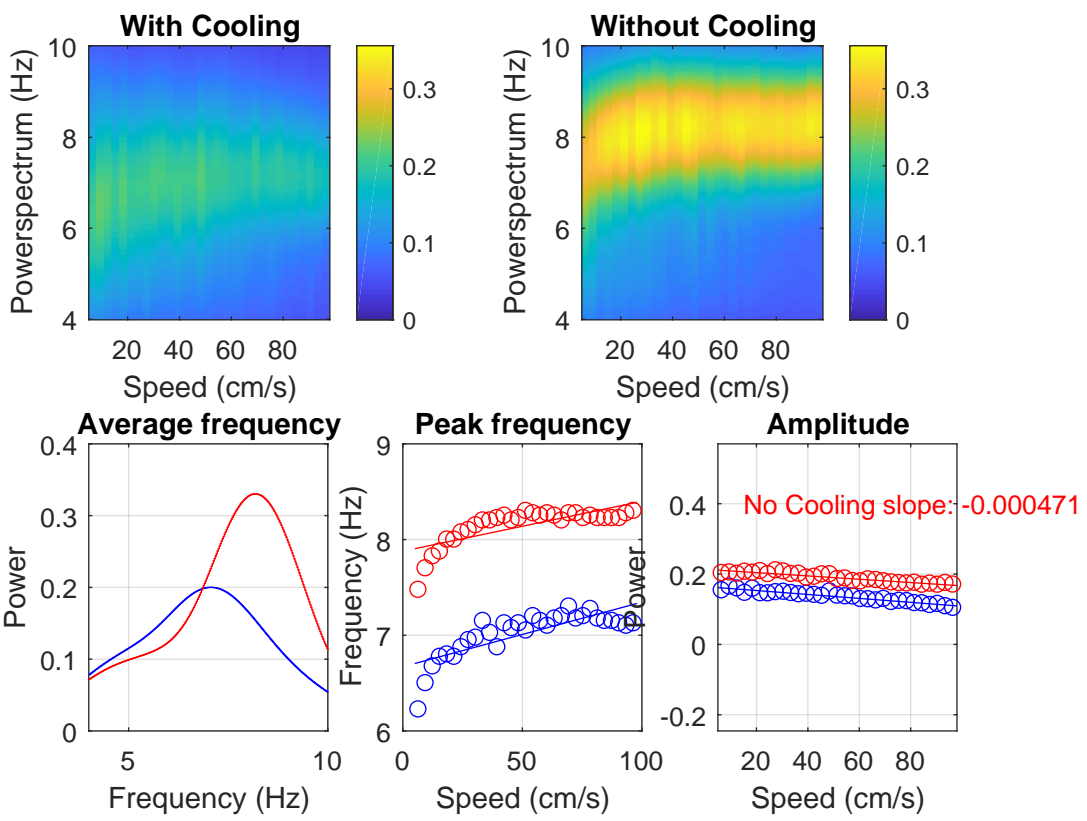 With Cooling
Powerspectrum (Hz)
10
8
6
4
20 40 60 80
Speed (cm/s)
0.3
0.2
0.1
0
Without Cooling
Powerspectrum (Hz)
10
8
6
4
20 40 60 80
Speed (cm/s)
0.3
0.2
0.1
0
Average frequency
Power
0.4
0.3
0.2
0.1
0
5 10
Frequency (Hz)
Peak frequency
Frequency (Hz)
9
8
7
6
0 50 100
Speed (cm/s)
Amplitude
Power
0.4
0.2
0
-0.2
No Cooling slope: -0.000471
20 40 60 80
Speed (cm/s)